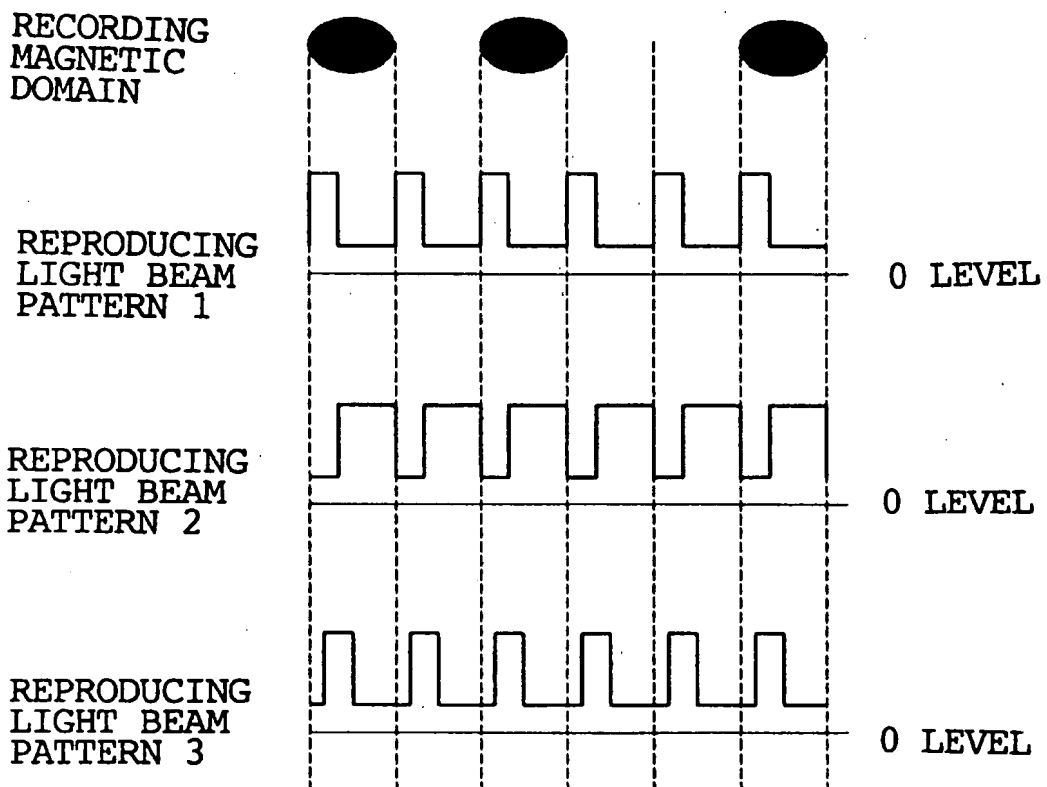 RECORDING
MAGNETIC
DOMAIN
REPRODUCING
LIGHT BEAM
PATTERN 1
0 LEVEL
REPRODUCING
LIGHT BEAM
PATTERN 2
0 LEVEL
REPRODUCING
LIGHT BEAM
PATTERN 3
0 LEVEL